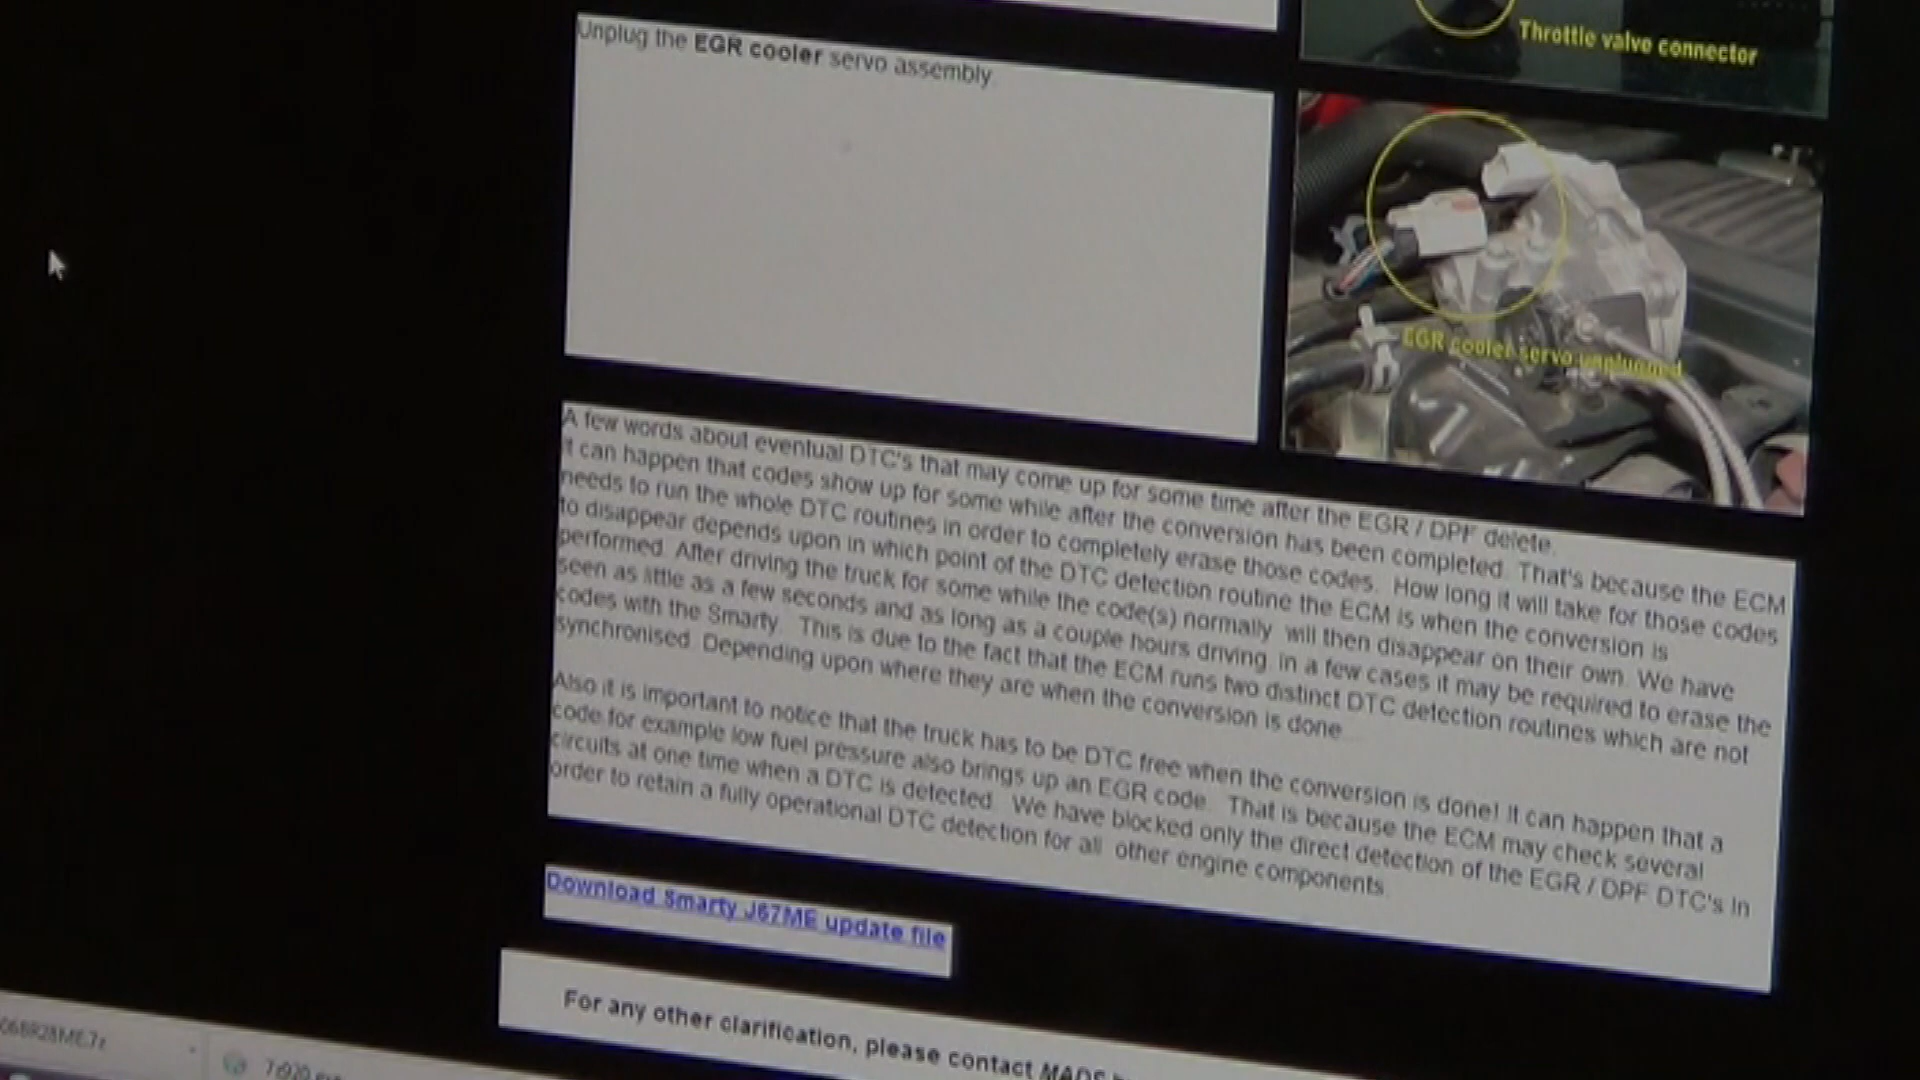 Throttle valve connector
Unplug the EGR cooler servo assembly.
EGR cooler servo unplugged
A few words about eventual DTC's that may come up for some time after the EGR / DPF delete.
It can happen that codes show up for some while after the conversion has been completed. That's because the ECM
needs to run the whole DTC routines in order to completely erase those codes. How long it will take for those codes
to disappear depends upon in which point of the DTC detection routine the ECM is when the conversion is
performed. After driving the truck for some while the code(s) normally will then disappear on their own. We have
seen as little as a few seconds and as long as a couple hours driving. in a few cases it may be required to erase the
codes with the Smarty. This is due to the fact that the ECM runs two distinct DTC detection routines which are not
synchronised. Depending upon where they are when the conversion is done...
Also it is important to notice that the truck has to be DTC free when the conversion is done! It can happen that a
code for example low fuel pressure also brings up an EGR code. That is because the ECM may check several
circuits at one time when a DTC is detected. We have blocked only the direct detection of the EGR / DPF DTC's in
order to retain a fully operational DTC detection for all other engine components.
Download Smarty J67ME update file
For any other clarification, please contact MADS